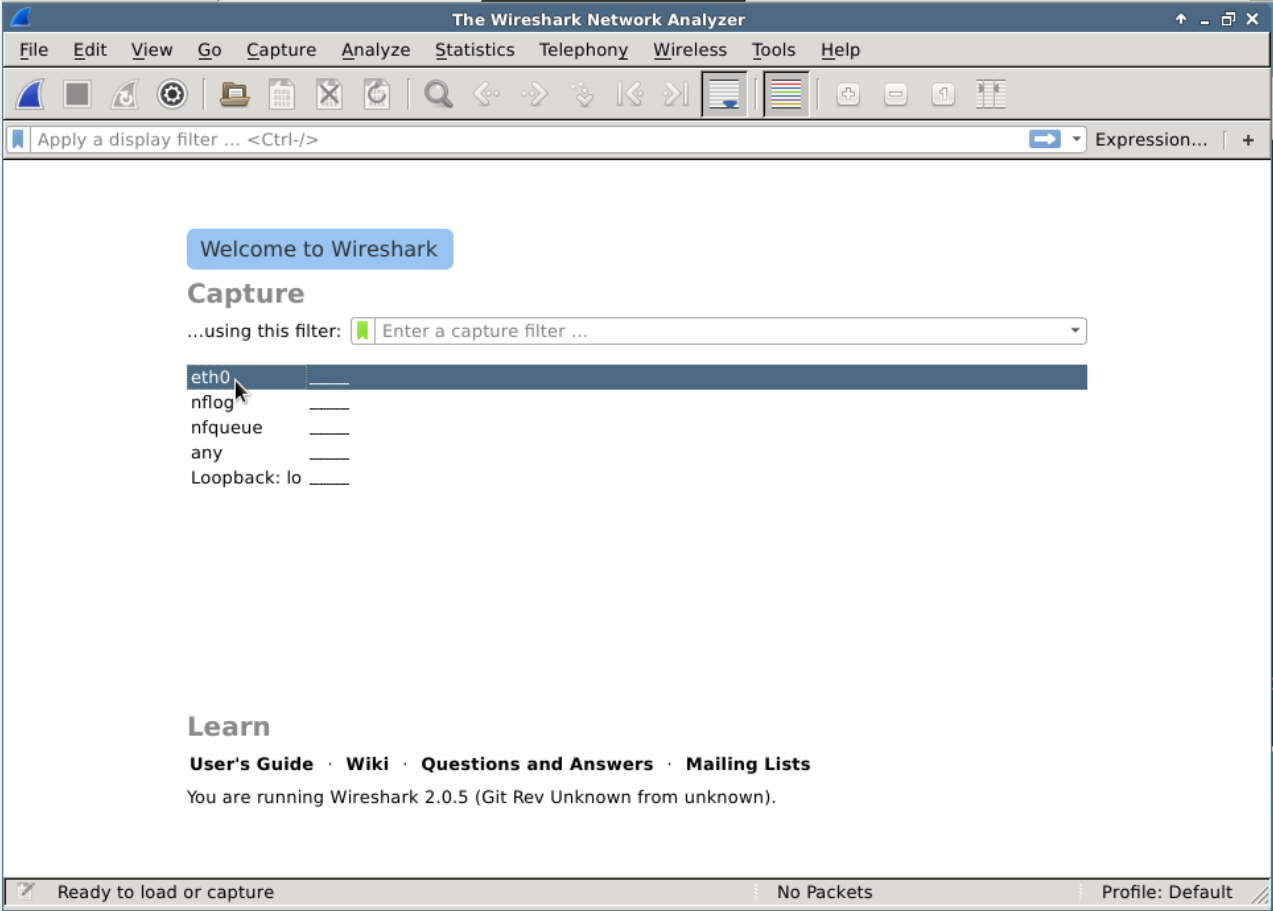 The Wireshark Network Analyzer
File Edit View Go Capture Analyze Statistics Telephony Wireless Tools Help
Apply a display filter ... <Ctrl-/> Expression... +
Welcome to Wireshark
Capture
...using this filter: Enter a capture filter ...
eth0
nflog
nfqueue
any
Loopback: lo
Learn
User's Guide · Wiki · Questions and Answers · Mailing Lists
You are running Wireshark 2.0.5 (Git Rev Unknown from unknown).
Ready to load or capture No Packets Profile: Default